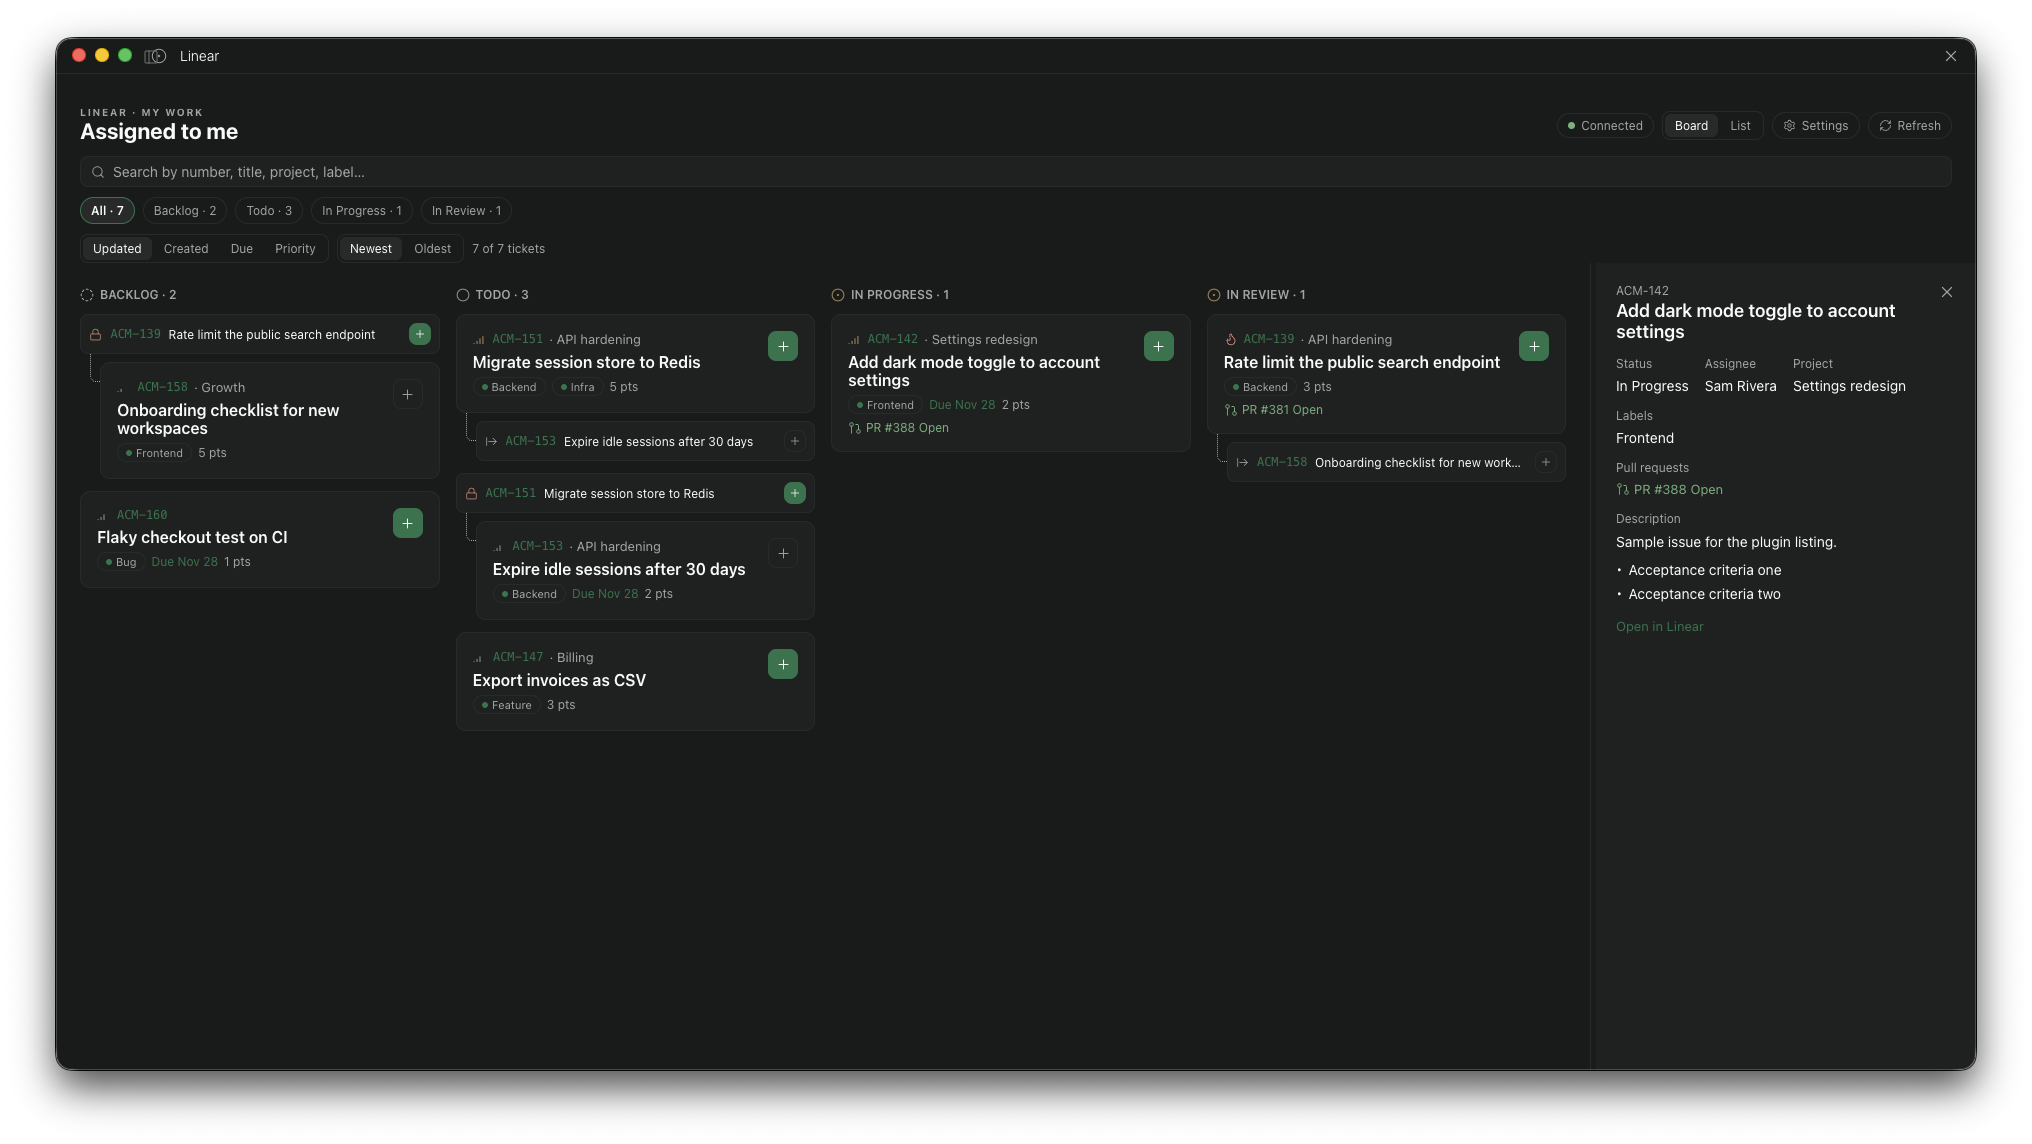 Linear
LINEAR · MY WORK
Assigned to me
Connected
Board
List
Settings
Refresh
Search by number, title, project, label...
All · 7
Backlog · 2
Todo · 3
In Progress · 1
In Review · 1
Updated
Created
Due
Priority
Newest
Oldest
7 of 7 tickets
BACKLOG · 2
ACM-139 Rate limit the public search endpoint
ACM-158 · Growth
Onboarding checklist for new
workspaces
Frontend 5 pts
ACM-160
Flaky checkout test on CI
Bug Due Nov 28 1 pts
TODO · 3
ACM-151 · API hardening
Migrate session store to Redis
Backend Infra 5 pts
ACM-153 Expire idle sessions after 30 days
ACM-151 Migrate session store to Redis
ACM-153 · API hardening
Expire idle sessions after 30 days
Backend Due Nov 28 2 pts
ACM-147 · Billing
Export invoices as CSV
Feature 3 pts
IN PROGRESS · 1
ACM-142 · Settings redesign
Add dark mode toggle to account
settings
Frontend Due Nov 28 2 pts
PR #388 Open
IN REVIEW · 1
ACM-139 · API hardening
Rate limit the public search endpoint
Backend 3 pts
PR #381 Open
ACM-158 Onboarding checklist for new work...
ACM-142
Add dark mode toggle to account
settings
Status Assignee Project
In Progress Sam Rivera Settings redesign
Labels
Frontend
Pull requests
PR #388 Open
Description
Sample issue for the plugin listing.
• Acceptance criteria one
• Acceptance criteria two
Open in Linear